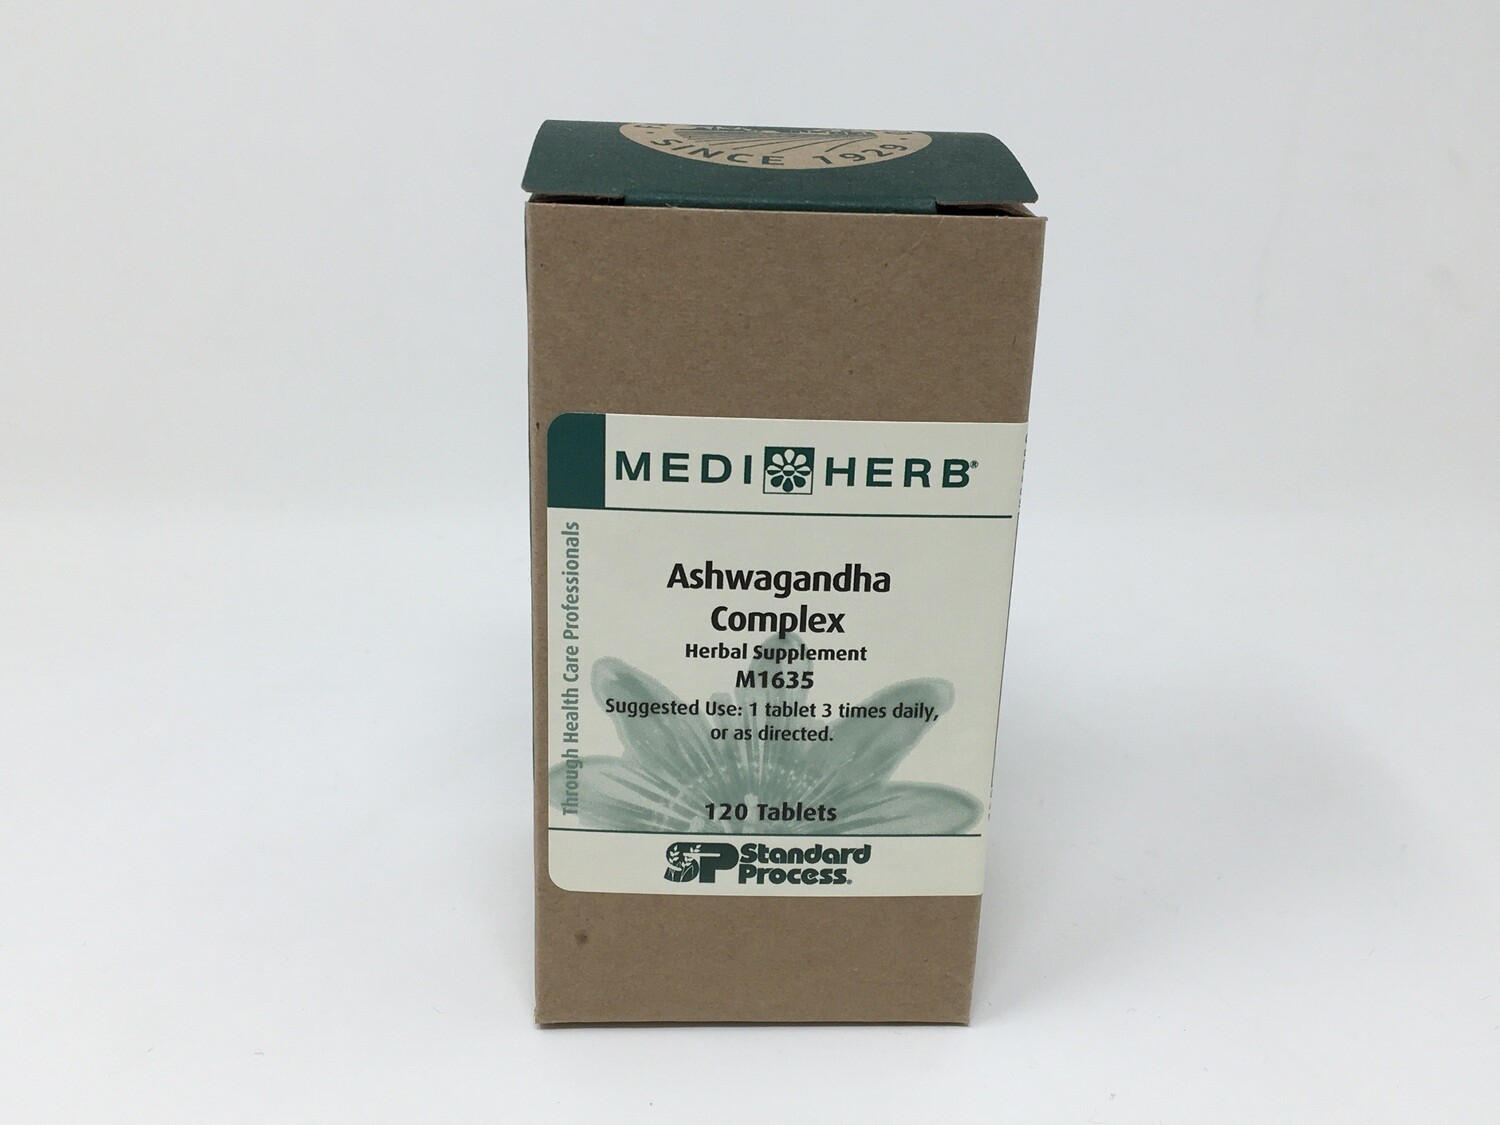 SINCE 1929
MEDI HERB®
Through Health Care Professionals
Ashwagandha
Complex
Herbal Supplement
M1635
Suggested Use: 1 tablet 3 times daily,
or as directed.
120 Tablets
SP Standard
Process®